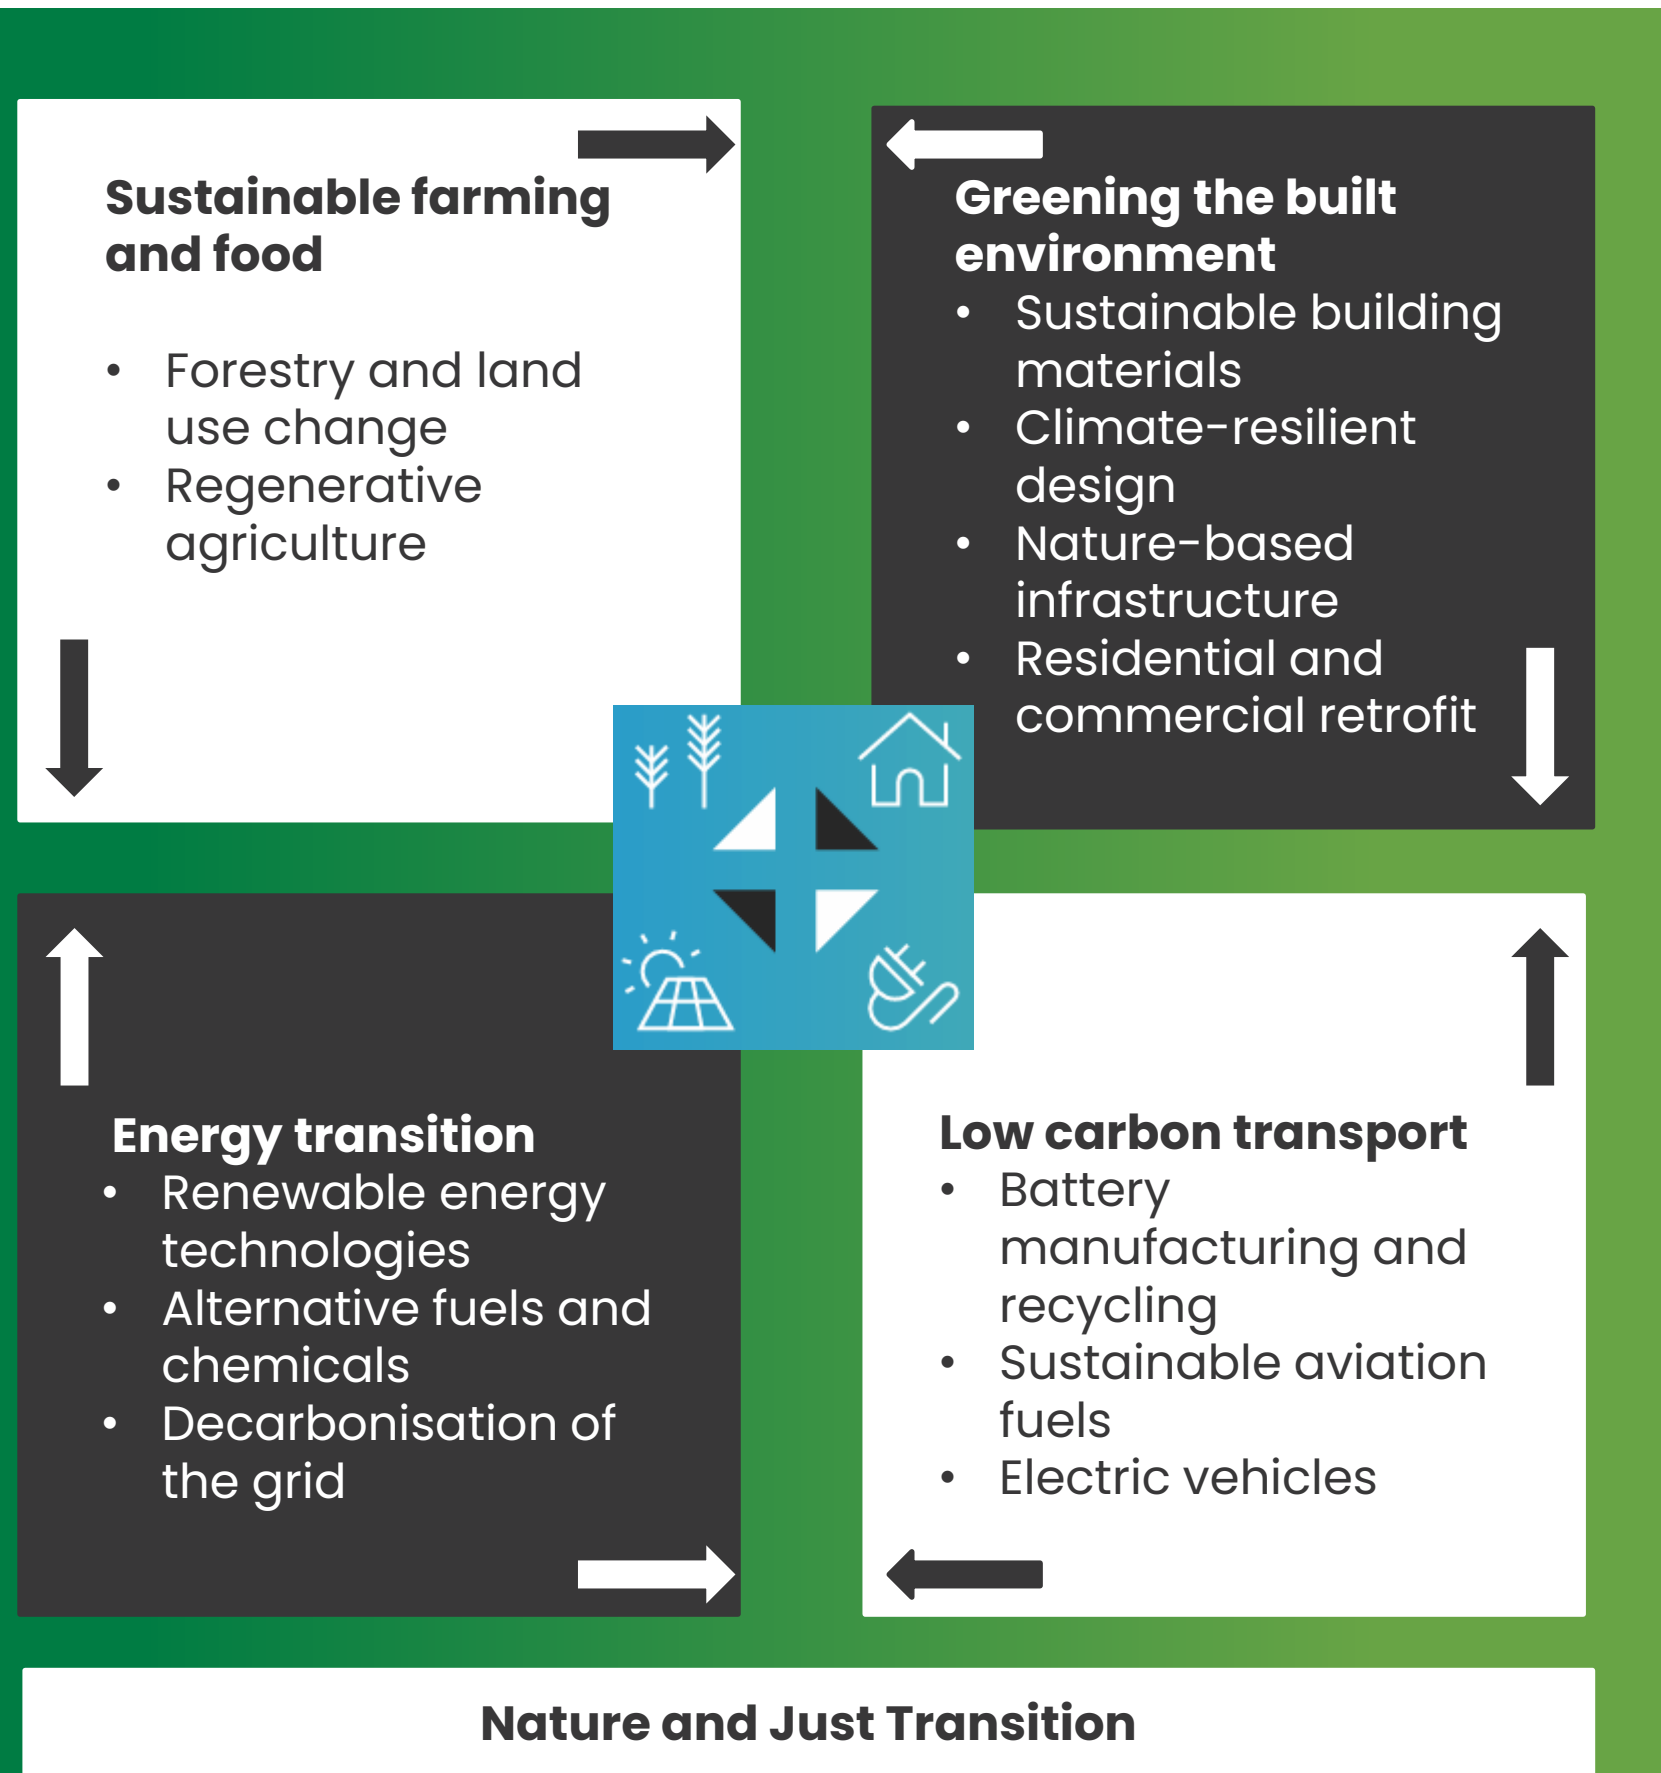 Sustainable farming
and food
• Forestry and land
use change
• Regenerative
agriculture
Greening the built
environment
• Sustainable building
materials
• Climate-resilient
design
• Nature-based
infrastructure
• Residential and
commercial retrofit
Energy transition
• Renewable energy
technologies
• Alternative fuels and
chemicals
• Decarbonisation of
the grid
Low carbon transport
• Battery
manufacturing and
recycling
• Sustainable aviation
fuels
• Electric vehicles
Nature and Just Transition